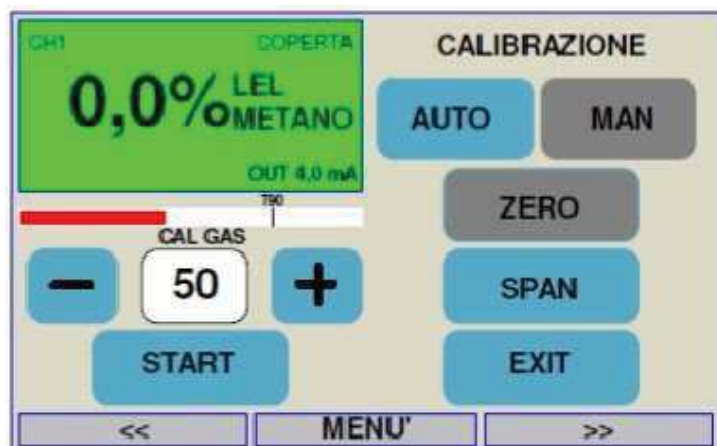 CH1 COPERTA
0,0% LEL METANO
OUT 4,0 mA
790
CAL GAS
− 50 +
START
CALIBRAZIONE
AUTO MAN
ZERO
SPAN
EXIT
<< MENU' >>